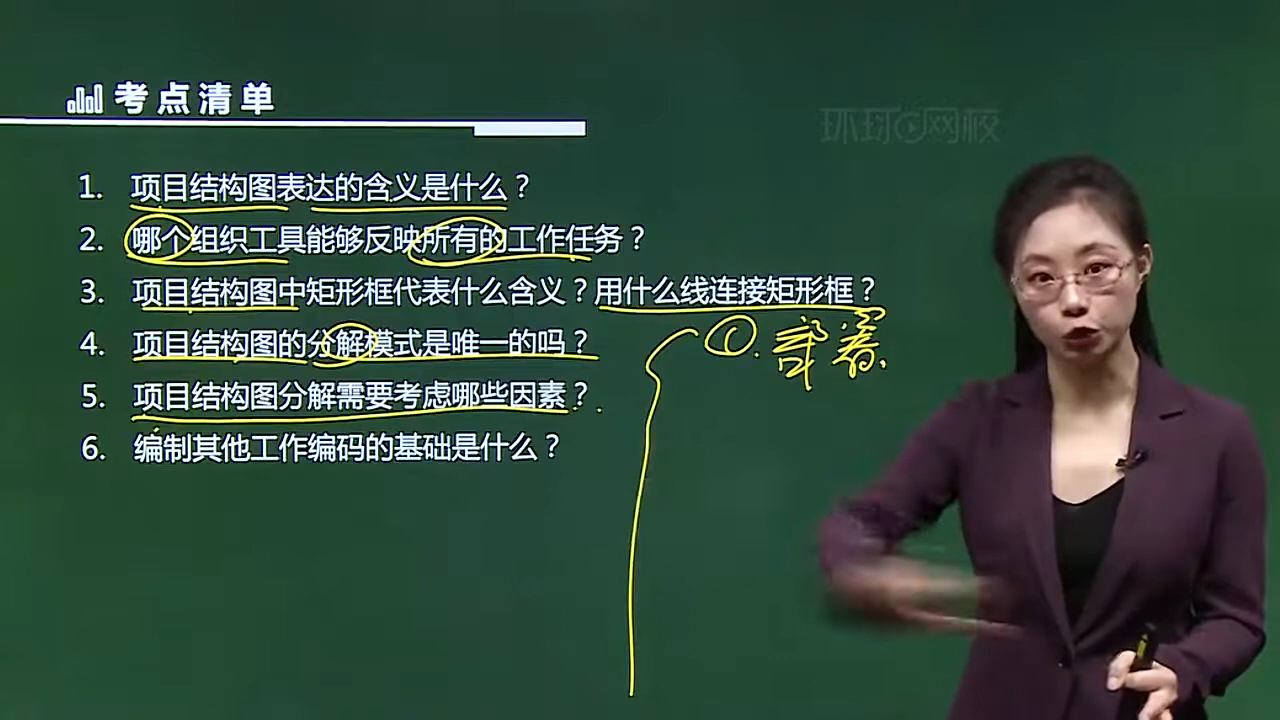 考点清单
环球网校
1. 项目结构图表达的含义是什么？
2. 哪个组织工具能够反映所有的工作任务？
3. 项目结构图中矩形框代表什么含义？用什么线连接矩形框？
4. 项目结构图的分解模式是唯一的吗？
① 部署
5. 项目结构图分解需要考虑哪些因素？
6. 编制其他工作编码的基础是什么？